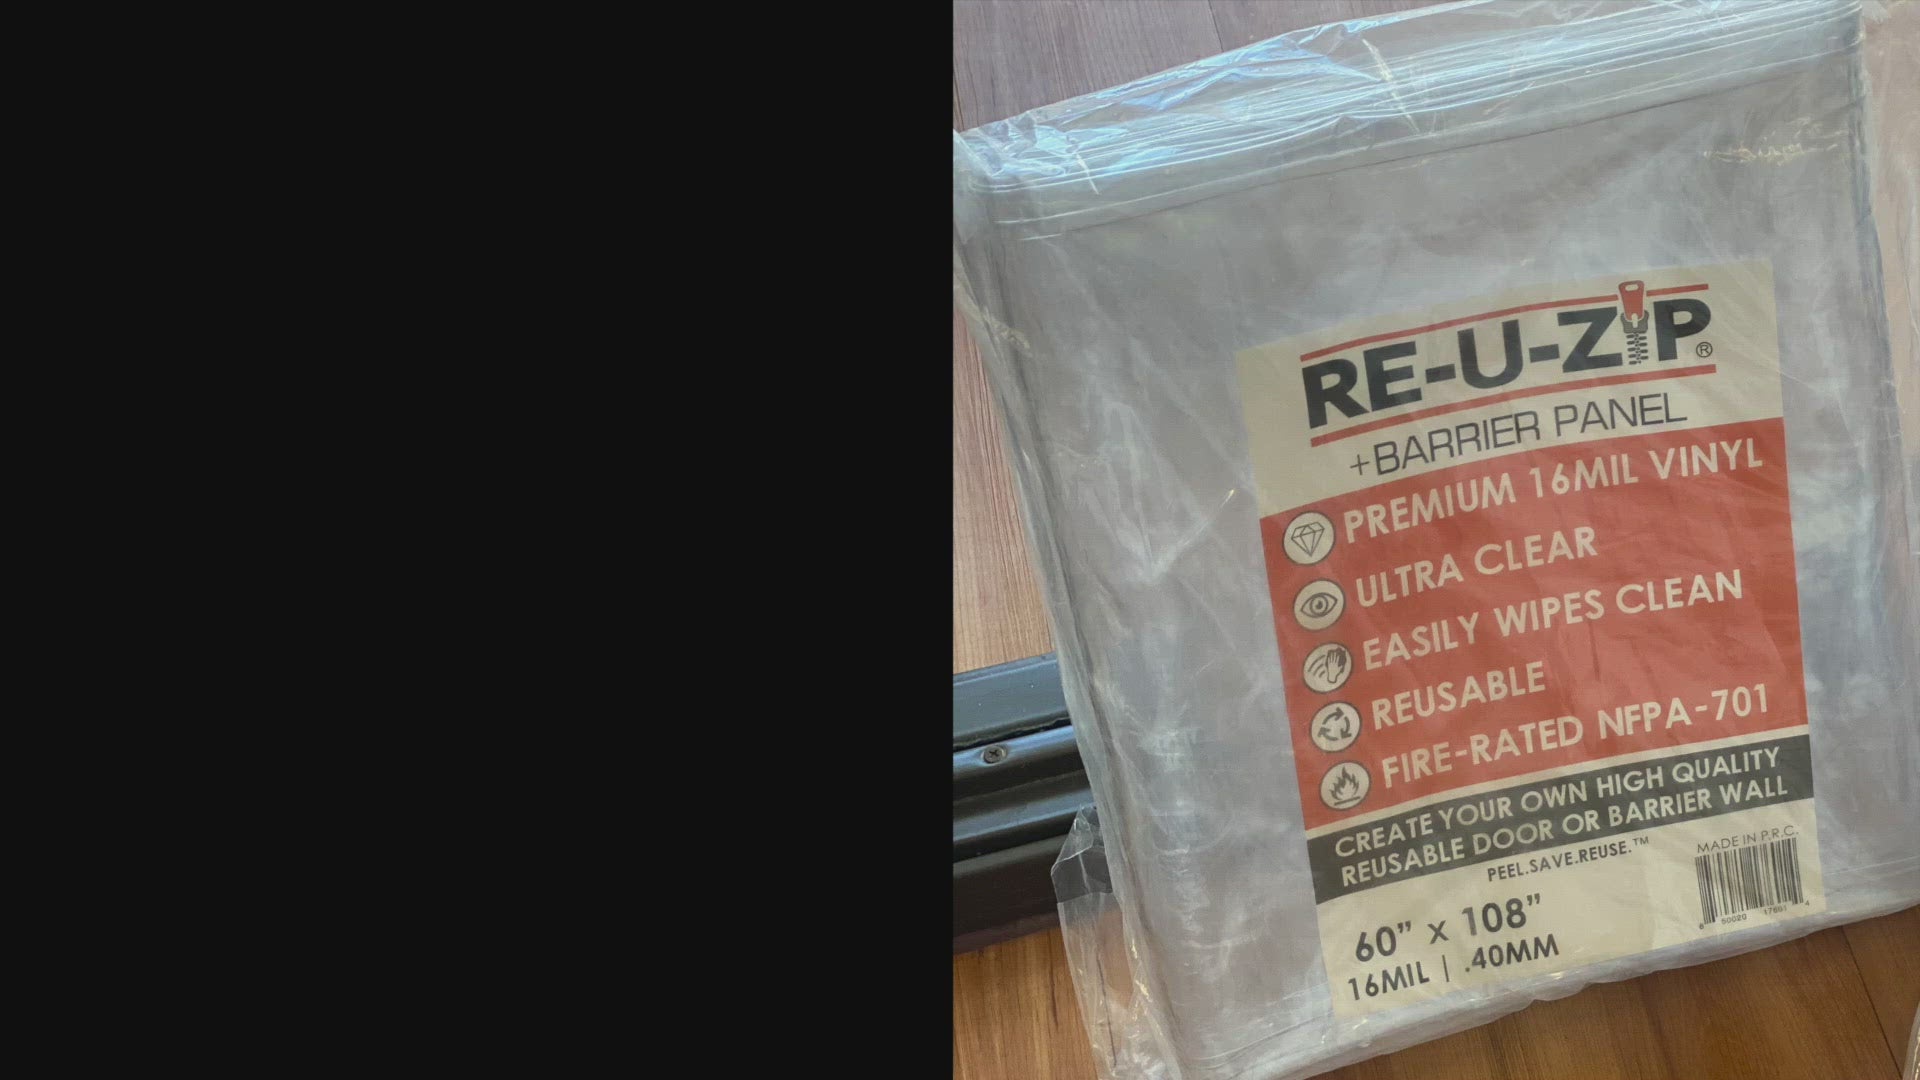 RE-U-ZIP®
+BARRIER PANEL
PREMIUM 16MIL VINYL
ULTRA CLEAR
EASILY WIPES CLEAN
REUSABLE
FIRE-RATED NFPA-701
CREATE YOUR OWN HIGH QUALITY
REUSABLE DOOR OR BARRIER WALL
PEEL.SAVE.REUSE.™
MADE IN P.R.C.
60” x 108”
16MIL | .40MM